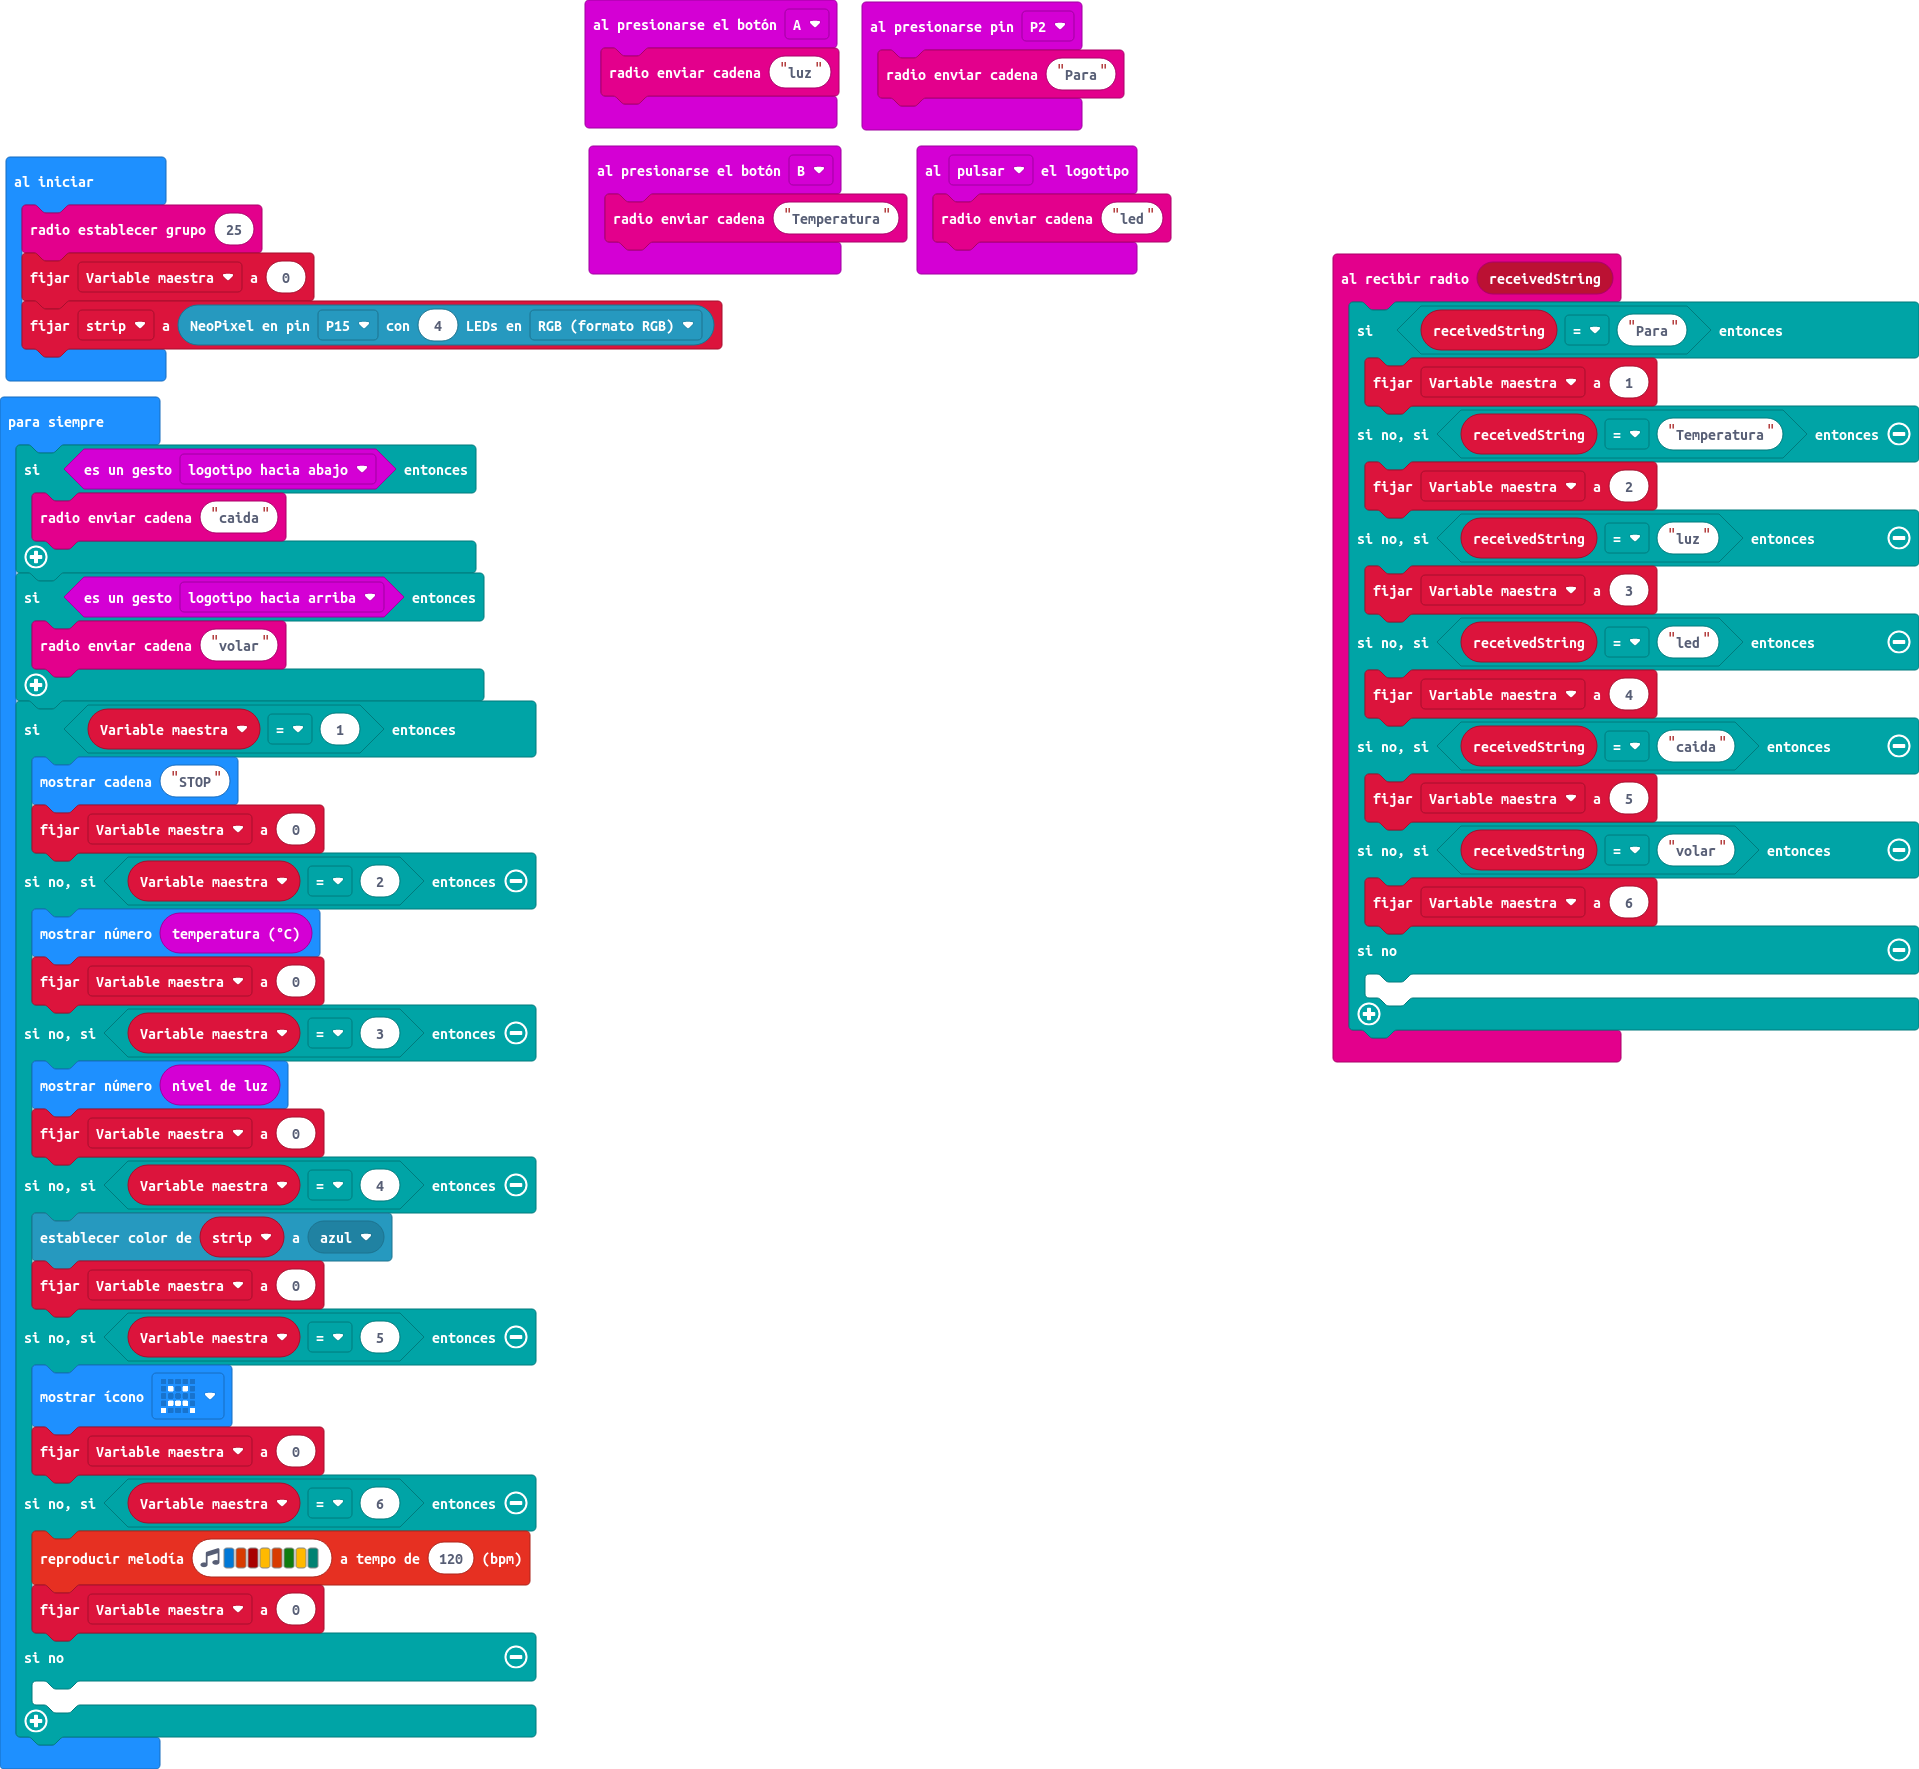 al presionarse el botón A
radio enviar cadena "luz"
al presionarse pin P2
radio enviar cadena "Para"
al presionarse el botón B
radio enviar cadena "Temperatura"
al pulsar el logotipo
radio enviar cadena "led"
al iniciar
radio establecer grupo 25
fijar Variable maestra a 0
fijar strip a NeoPixel en pin P15 con 4 LEDs en RGB (formato RGB)
para siempre
si es un gesto logotipo hacia abajo entonces
radio enviar cadena "caida"
si es un gesto logotipo hacia arriba entonces
radio enviar cadena "volar"
si Variable maestra = 1 entonces
mostrar cadena "STOP"
fijar Variable maestra a 0
si no, si Variable maestra = 2 entonces
mostrar número temperatura (°C)
fijar Variable maestra a 0
si no, si Variable maestra = 3 entonces
mostrar número nivel de luz
fijar Variable maestra a 0
si no, si Variable maestra = 4 entonces
establecer color de strip a azul
fijar Variable maestra a 0
si no, si Variable maestra = 5 entonces
mostrar ícono
fijar Variable maestra a 0
si no, si Variable maestra = 6 entonces
reproducir melodía a tempo de 120 (bpm)
fijar Variable maestra a 0
si no
al recibir radio receivedString
si receivedString = "Para" entonces
fijar Variable maestra a 1
si no, si receivedString = "Temperatura" entonces
fijar Variable maestra a 2
si no, si receivedString = "luz" entonces
fijar Variable maestra a 3
si no, si receivedString = "led" entonces
fijar Variable maestra a 4
si no, si receivedString = "caida" entonces
fijar Variable maestra a 5
si no, si receivedString = "volar" entonces
fijar Variable maestra a 6
si no